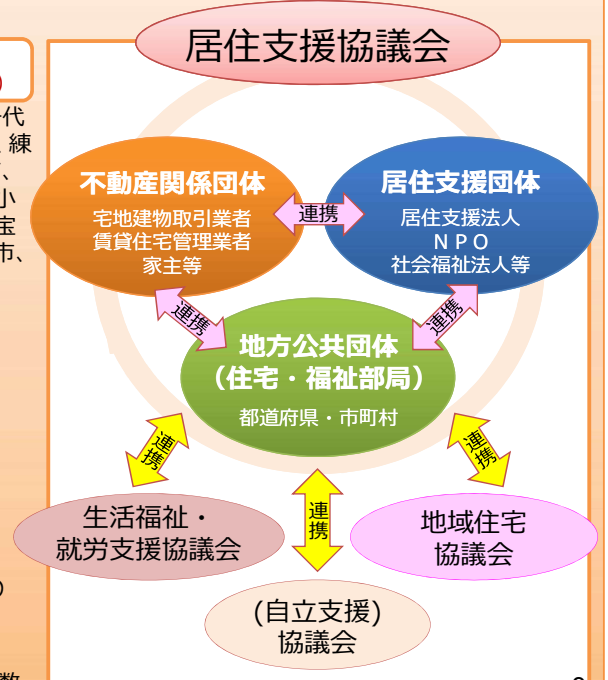 居住支援協議会
代
練
、
小
宝
市、
不動産関係団体
宅地建物取引業者
賃貸住宅管理業者
家主等
連携
居住支援団体
居住支援法人
ＮＰＯ
社会福祉法人等
連携
連携
地方公共団体
（住宅・福祉部局）
都道府県・市町村
連携
連携
連携
生活福祉・
就労支援協議会
地域住宅
協議会
(自立支援)
協議会
）